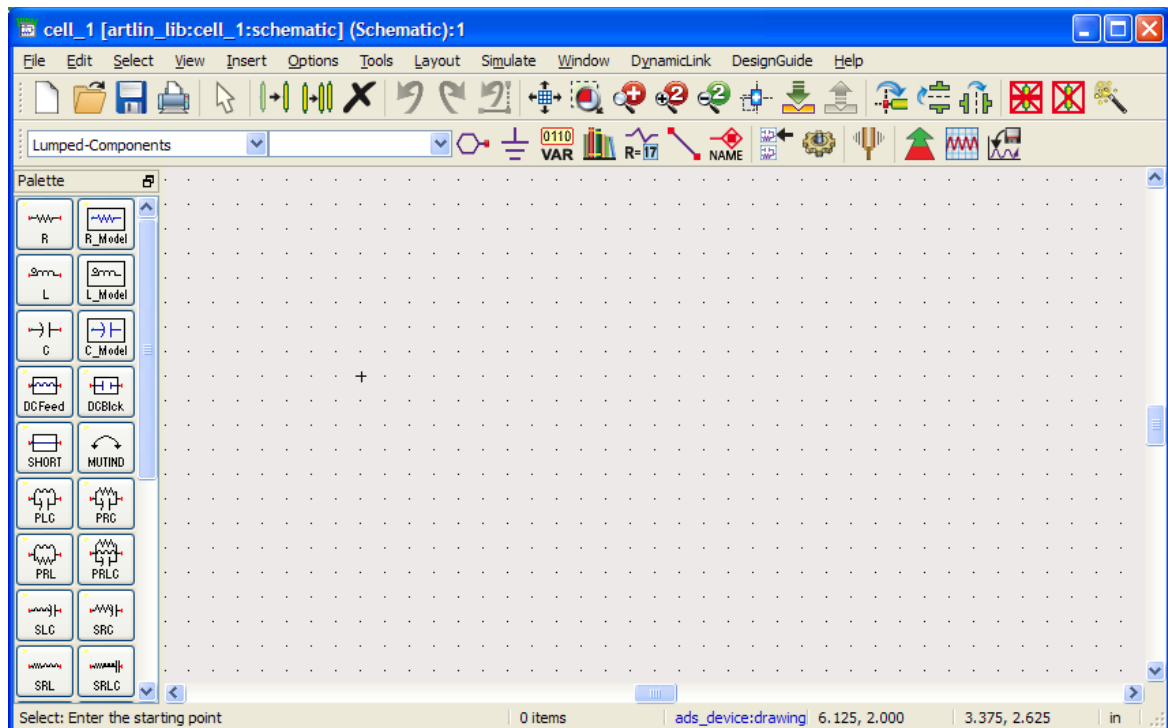 cell_1 [artlin_lib:cell_1:schematic] (Schematic):1
File Edit Select View Insert Options Tools Layout Simulate Window DynamicLink DesignGuide Help
+2 -2
Lumped-Components 0110 VAR R=17 NAME
Palette
R R_Model
L L_Model
C C_Model
DCFeed DCBlck
SHORT MUTIND
PLC PRC
PRL PRLC
SLC SRC
SRL SRLC
Select: Enter the starting point 0 items ads_device:drawing 6.125, 2.000 3.375, 2.625 in